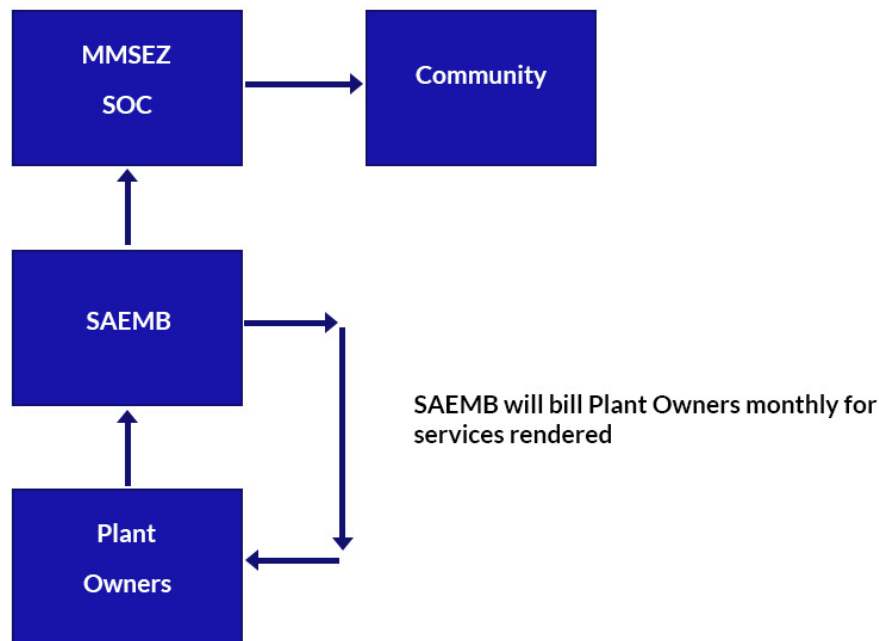 MMSEZ
SOC
Community
SAEMB
SAEMB will bill Plant Owners monthly for
services rendered
Plant
Owners